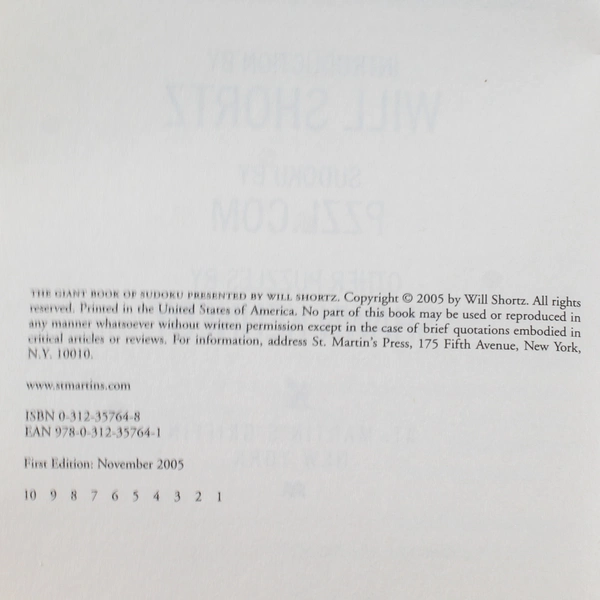 THE GIANT BOOK OF SUDOKU PRESENTED BY WILL SHORTZ. Copyright © 2005 by Will Shortz. All rights
reserved. Printed in the United States of America. No part of this book may be used or reproduced in
any manner whatsoever without written permission except in the case of brief quotations embodied in
critical articles or reviews. For information, address St. Martin's Press, 175 Fifth Avenue, New York,
N.Y. 10010.
www.stmartins.com
ISBN 0-312-35764-8
EAN 978-0-312-35764-1
First Edition: November 2005
10 9 8 7 6 5 4 3 2 1